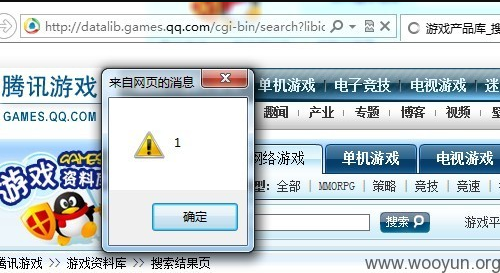 http://datalib.games.qq.com/cgi-bin/search?libid
游戏产品库_搜
来自网页的消息
腾讯游戏
单机游戏 电子竞技 电视游戏
GAMES.QQ.COM
趣闻 产业 专题 博客 视频
1
GAMES
游戏
资料库
网络游戏 单机游戏 电视游戏
型: 全部 | MMORPG | 策略 | 竞技 | 竞速
确定
搜索
游戏平
腾讯游戏 >> 游戏资料库 >> 搜索结果页
www.wooyun.org